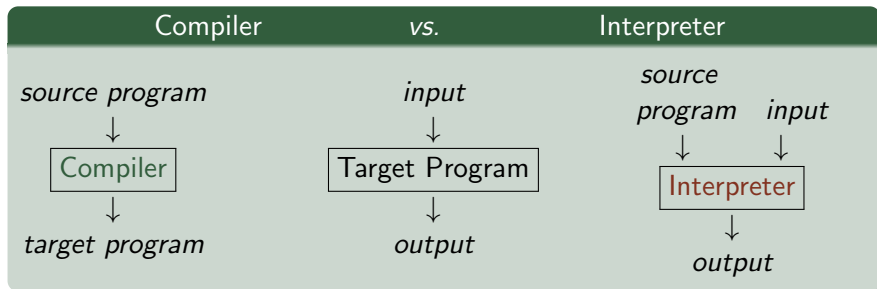 Compiler vs. Interpreter
source program
↓
Compiler
↓
target program
input
↓
Target Program
↓
output
source
program input
↓ ↓
Interpreter
↓
output